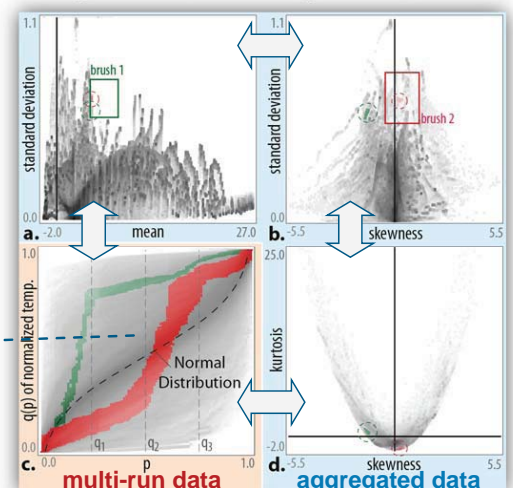 1.1
standard deviation
brush 1
0.0
a. -2.0 mean 27.0
1.1
standard deviation
brush 2
0.0
b. -5.5 skewness 5.5
1.0
q(p) of normalized temp.
Normal
Distribution
0.0
q1 q2 q3
c. 0.0 p 1.0
multi-run data
25.0
kurtosis
-2.0
d. -5.5 skewness 5.5
aggregated data